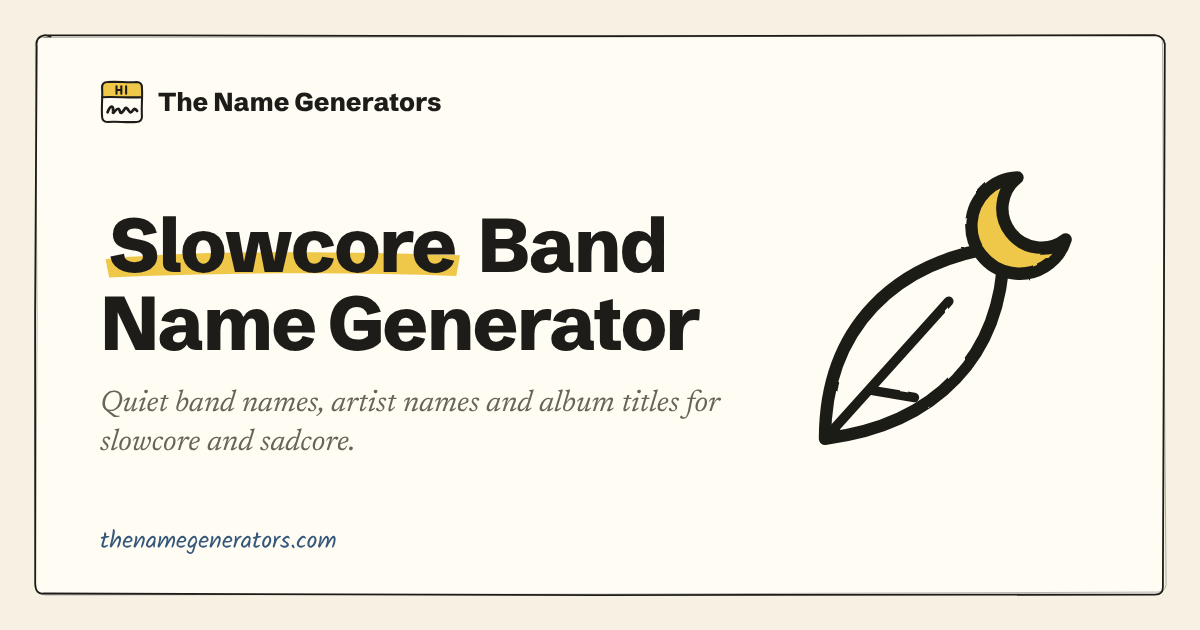 HI
The Name Generators
Slowcore Band
Name Generator
Quiet band names, artist names and album titles for
slowcore and sadcore.
thenamegenerators.com